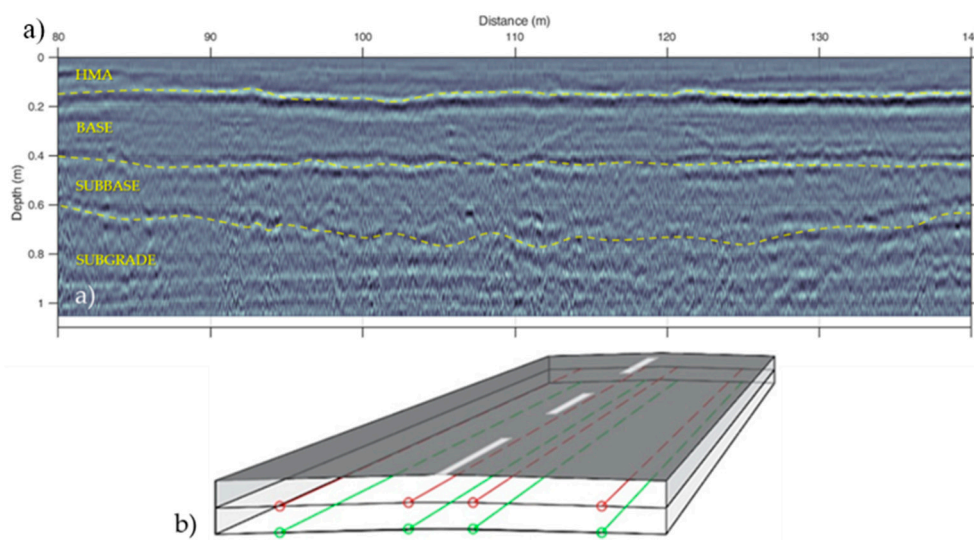 a)
Distance (m)
80 90 100 110 120 130 14
0
0.2
0.4
0.6
0.8
1
Depth (m)
HMA
BASE
SUBBASE
SUBGRADE
a)
b)